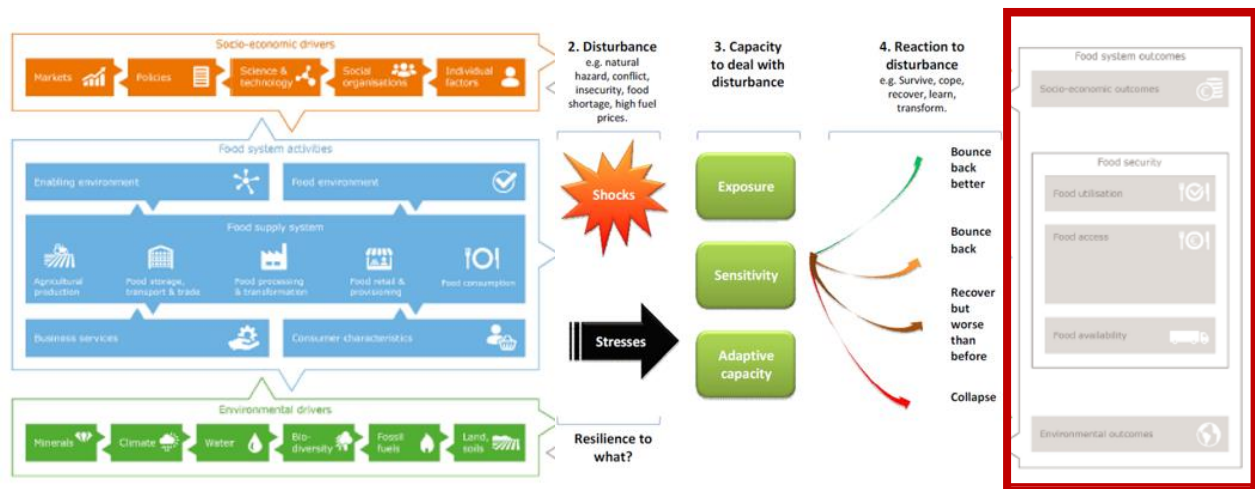 Socio-economic drivers
Markets
Policies
Science &
technology
Social
organisations
Individual
factors
Food system activities
Enabling environment
Food environment
Food supply system
Agricultural
production
Food storage,
transport & trade
Food processing
& transformation
Food retail &
provisioning
Food consumption
Business services
Consumer characteristics
Environmental drivers
Minerals
Climate
Water
Bio-
diversity
Fossil
fuels
Land,
soils
2. Disturbance
e.g. natural
hazard, conflict,
insecurity, food
shortage, high fuel
prices.
Shocks
Stresses
Resilience to
what?
3. Capacity
to deal with
disturbance
Exposure
Sensitivity
Adaptive
capacity
4. Reaction to
disturbance
e.g. Survive, cope,
recover, learn,
transform.
Bounce
back
better
Bounce
back
Recover
but
worse
than
before
Collapse
Food system outcomes
Socio-economic outcomes
Food security
Food utilisation
Food access
Food availability
Environmental outcomes